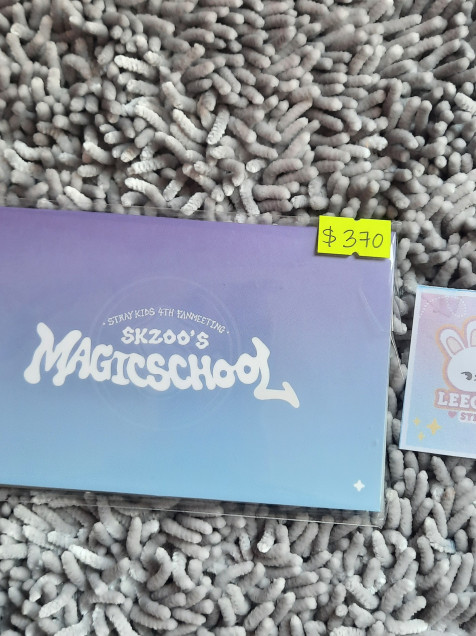 $370
• STRAY KIDS 4TH FANMEETING •
SKZOO'S
MAGICSCHOOL